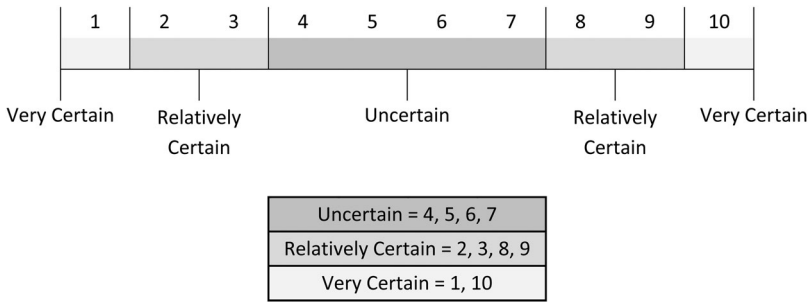 1 2 3 4 5 6 7 8 9 10
Very Certain Relatively Uncertain Relatively Very Certain
Certain Certain
Uncertain = 4, 5, 6, 7
Relatively Certain = 2, 3, 8, 9
Very Certain = 1, 10